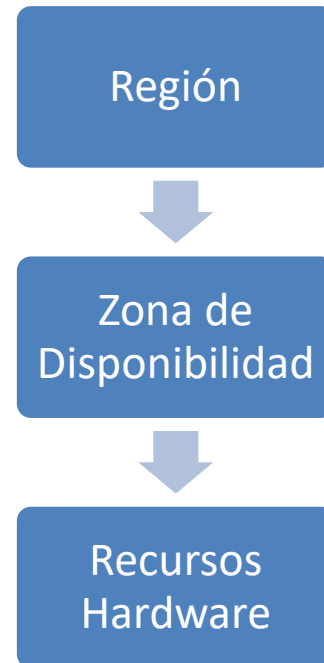 Región
Zona de
Disponibilidad
Recursos
Hardware